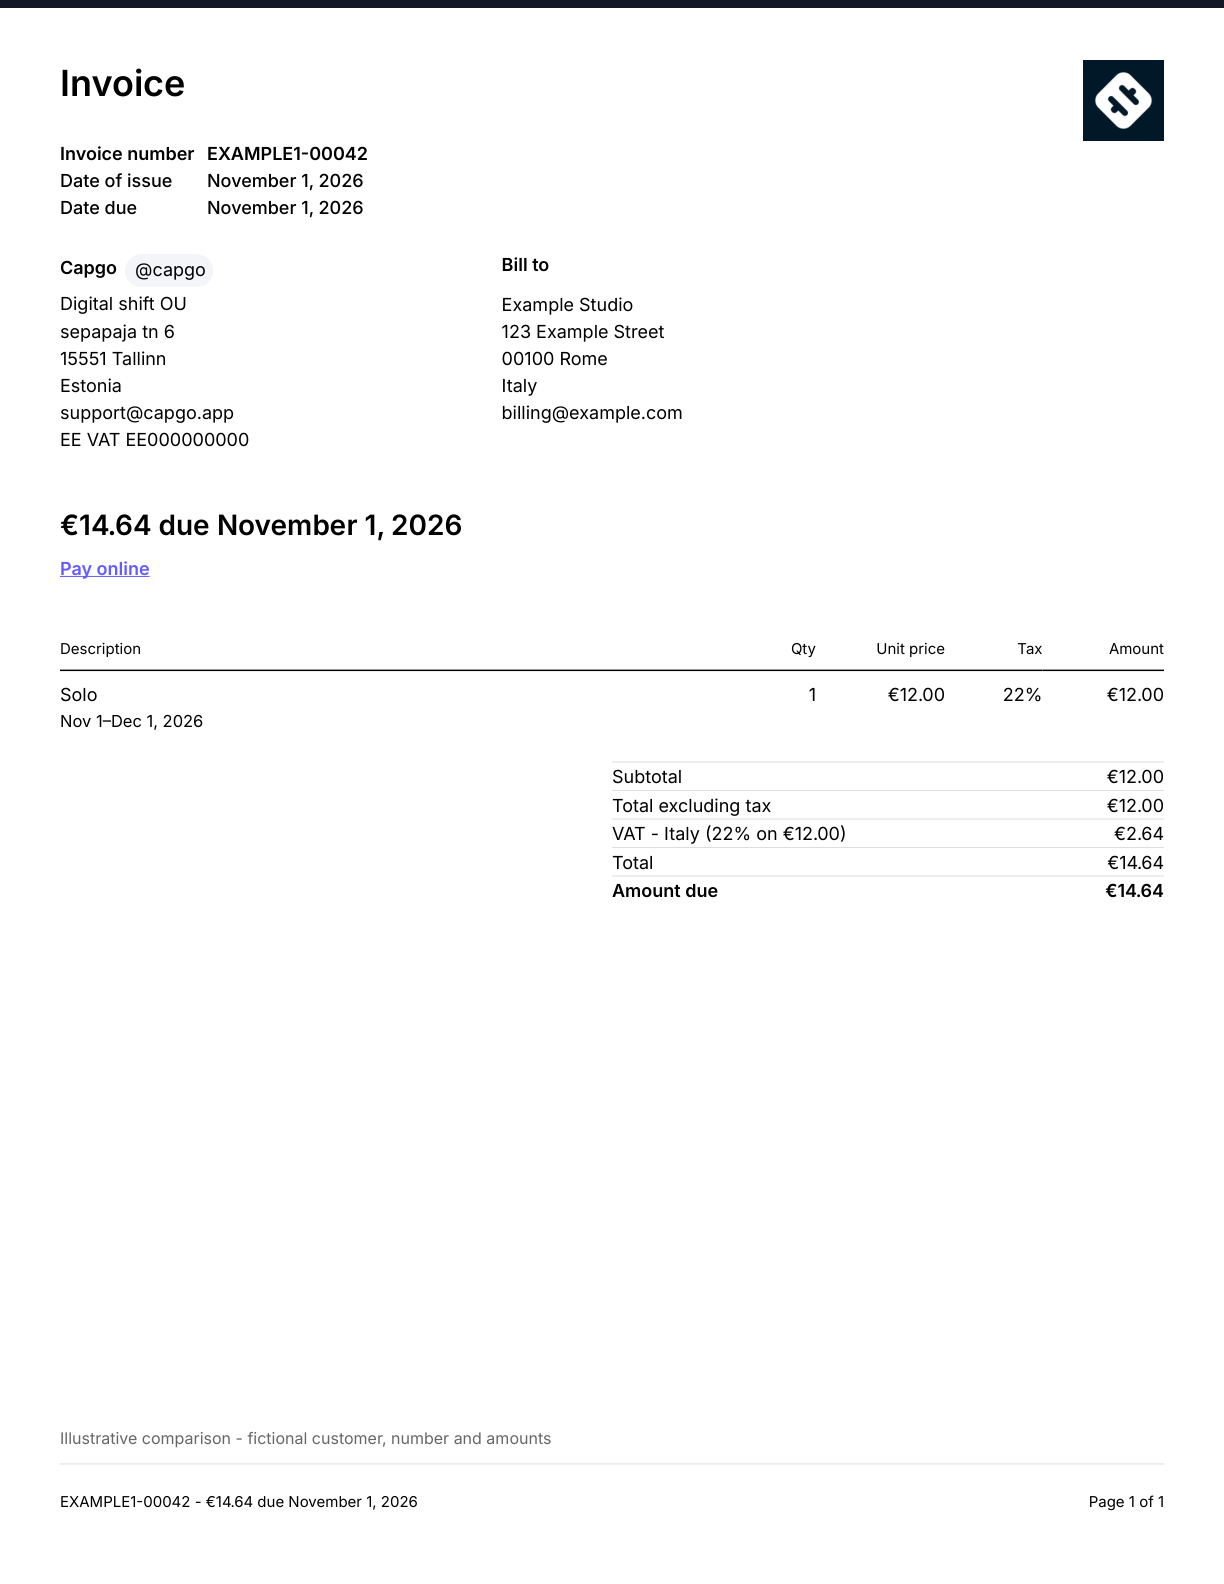 Invoice
Invoice number EXAMPLE1-00042
Date of issue November 1, 2026
Date due November 1, 2026
Capgo @capgo
Digital shift OU
sepapaja tn 6
15551 Tallinn
Estonia
support@capgo.app
EE VAT EE000000000
Bill to
Example Studio
123 Example Street
00100 Rome
Italy
billing@example.com
€14.64 due November 1, 2026
Pay online
Description Qty Unit price Tax Amount
Solo 1 €12.00 22% €12.00
Nov 1–Dec 1, 2026
Subtotal €12.00
Total excluding tax €12.00
VAT - Italy (22% on €12.00) €2.64
Total €14.64
Amount due €14.64
Illustrative comparison - fictional customer, number and amounts
EXAMPLE1-00042 - €14.64 due November 1, 2026 Page 1 of 1